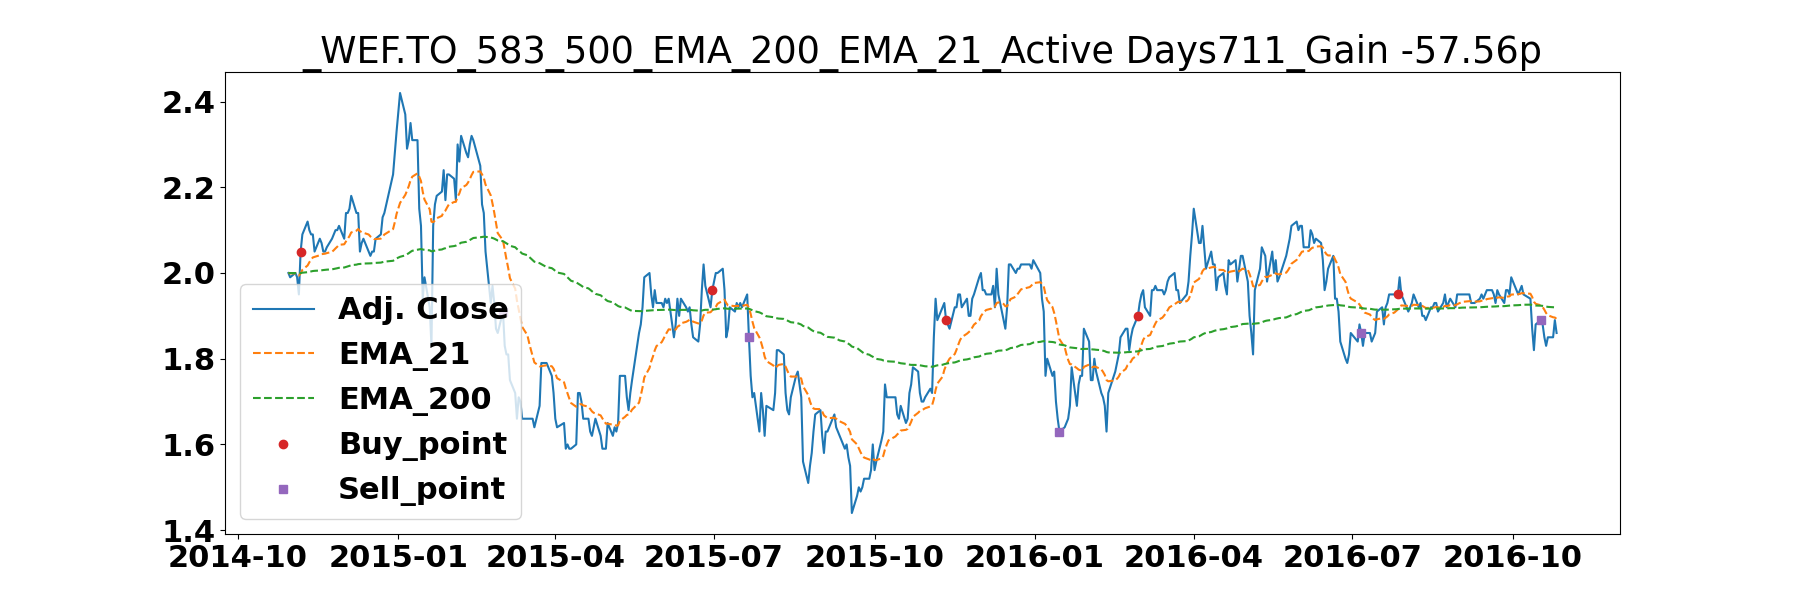 _WEF.TO_583_500_EMA_200_EMA_21_Active Days711_Gain -57.56p
2.4
2.2
2.0
1.8
1.6
1.4
Adj. Close
EMA_21
EMA_200
Buy_point
Sell_point
2014-10 2015-01 2015-04 2015-07 2015-10 2016-01 2016-04 2016-07 2016-10